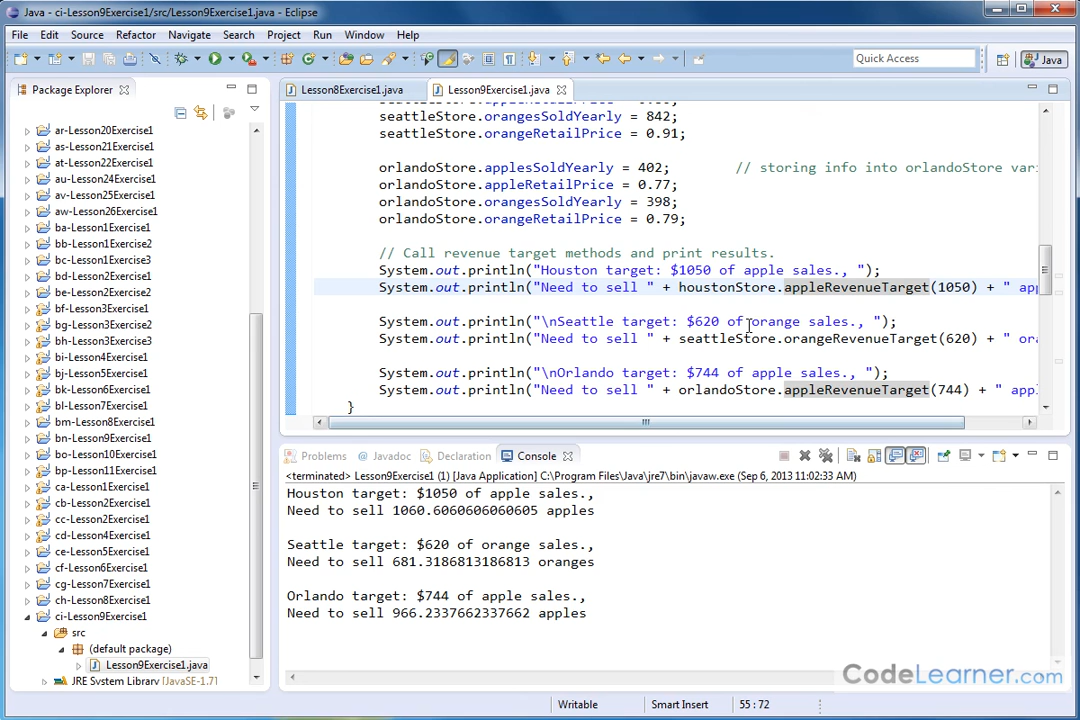 Java - ci-Lesson9Exercise1/src/Lesson9Exercise1.java - Eclipse
File Edit Source Refactor Navigate Search Project Run Window Help
Quick Access
Java
Package Explorer
ar-Lesson20Exercise1
as-Lesson21Exercise1
at-Lesson22Exercise1
au-Lesson24Exercise1
av-Lesson25Exercise1
aw-Lesson26Exercise1
ba-Lesson1Exercise1
bb-Lesson1Exercise2
bc-Lesson1Exercise3
bd-Lesson2Exercise1
be-Lesson2Exercise2
bf-Lesson3Exercise1
bg-Lesson3Exercise2
bh-Lesson3Exercise3
bi-Lesson4Exercise1
bj-Lesson5Exercise1
bk-Lesson6Exercise1
bl-Lesson7Exercise1
bm-Lesson8Exercise1
bn-Lesson9Exercise1
bo-Lesson10Exercise1
bp-Lesson11Exercise1
ca-Lesson1Exercise1
cb-Lesson2Exercise1
cc-Lesson2Exercise2
cd-Lesson4Exercise1
ce-Lesson5Exercise1
cf-Lesson6Exercise1
cg-Lesson7Exercise1
ch-Lesson8Exercise1
ci-Lesson9Exercise1
src
(default package)
Lesson9Exercise1.java
JRE System Library [JavaSE-1.7]
Lesson8Exercise1.java
Lesson9Exercise1.java
seattleStore.orangesSoldYearly = 842;
seattleStore.orangeRetailPrice = 0.91;
orlandoStore.applesSoldYearly = 402; // storing info into orlandoStore vari
orlandoStore.appleRetailPrice = 0.77;
orlandoStore.orangesSoldYearly = 398;
orlandoStore.orangeRetailPrice = 0.79;
// Call revenue target methods and print results.
System.out.println("Houston target: $1050 of apple sales., ");
System.out.println("Need to sell " + houstonStore.appleRevenueTarget(1050) + " app
System.out.println("\nSeattle target: $620 of orange sales., ");
System.out.println("Need to sell " + seattleStore.orangeRevenueTarget(620) + " ora
System.out.println("\nOrlando target: $744 of apple sales., ");
System.out.println("Need to sell " + orlandoStore.appleRevenueTarget(744) + " appl
}
Problems
Javadoc
Declaration
Console
<terminated> Lesson9Exercise1 (1) [Java Application] C:\Program Files\Java\jre7\bin\javaw.exe (Sep 6, 2013 11:02:33 AM)
Houston target: $1050 of apple sales.,
Need to sell 1060.6060606060605 apples
Seattle target: $620 of orange sales.,
Need to sell 681.3186813186813 oranges
Orlando target: $744 of apple sales.,
Need to sell 966.2337662337662 apples
CodeLearner.com
Writable
Smart Insert
55 : 72